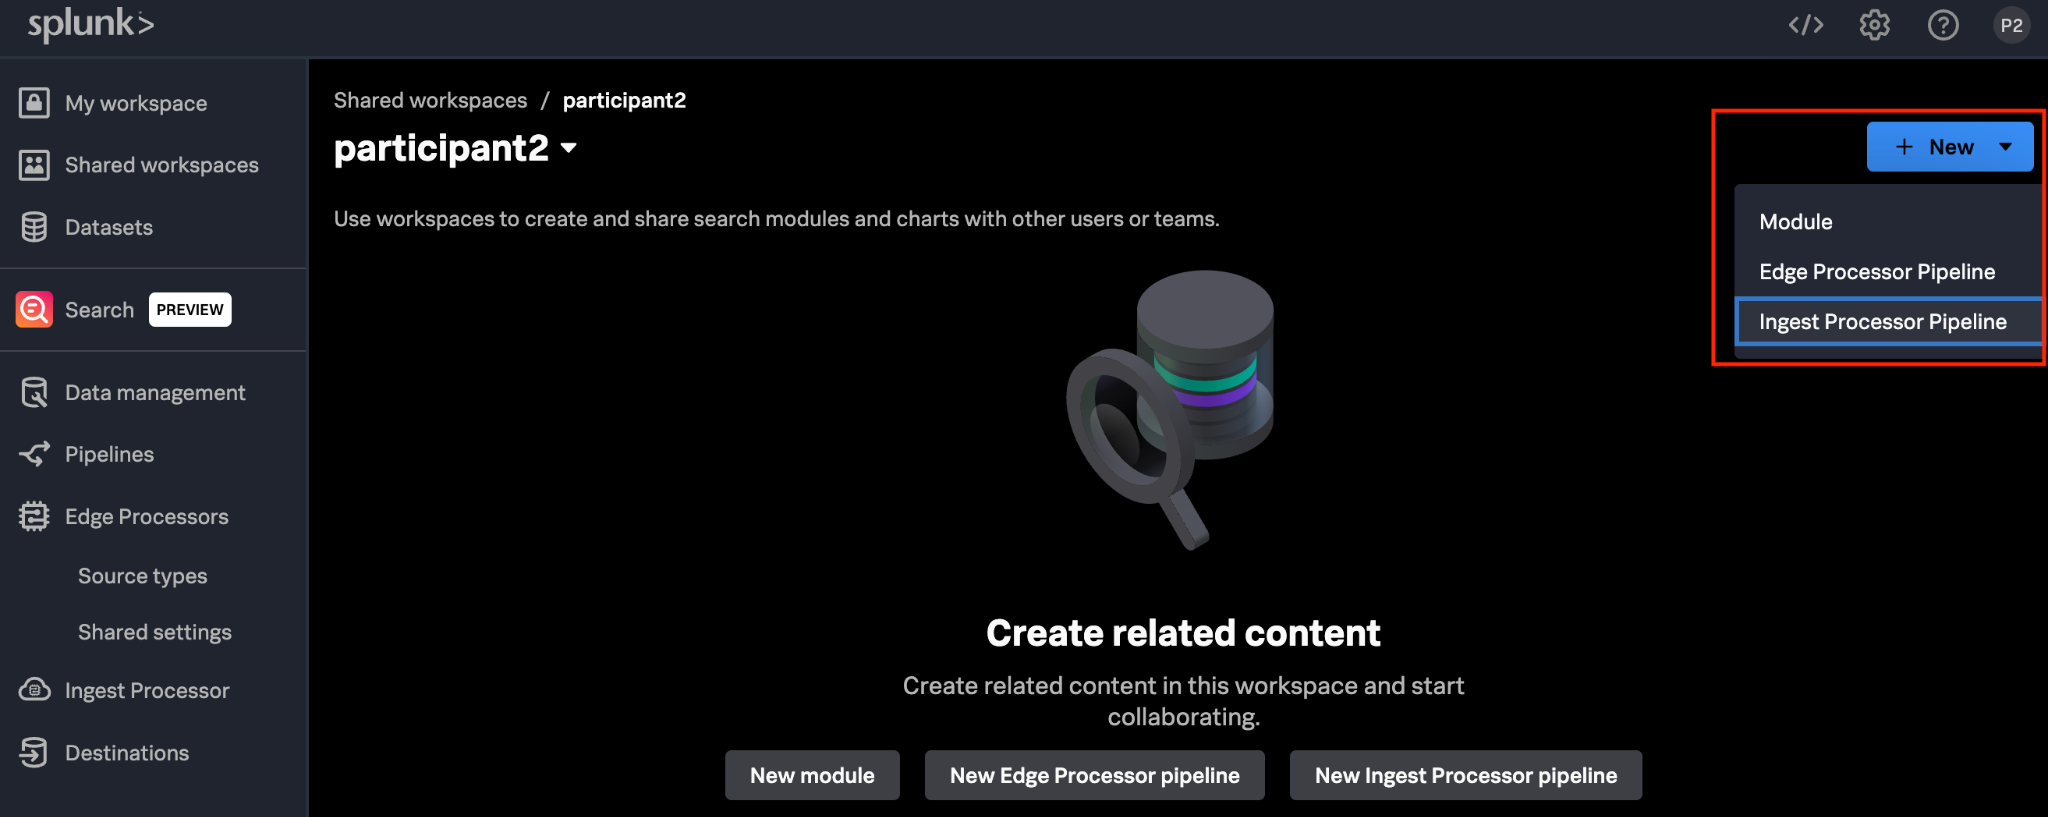 splunk>
</>
?
P2
My workspace
Shared workspaces
Datasets
Search PREVIEW
Data management
Pipelines
Edge Processors
Source types
Shared settings
Ingest Processor
Destinations
Shared workspaces / participant2
participant2
Use workspaces to create and share search modules and charts with other users or teams.
+ New
Module
Edge Processor Pipeline
Ingest Processor Pipeline
Create related content
Create related content in this workspace and start
collaborating.
New module
New Edge Processor pipeline
New Ingest Processor pipeline